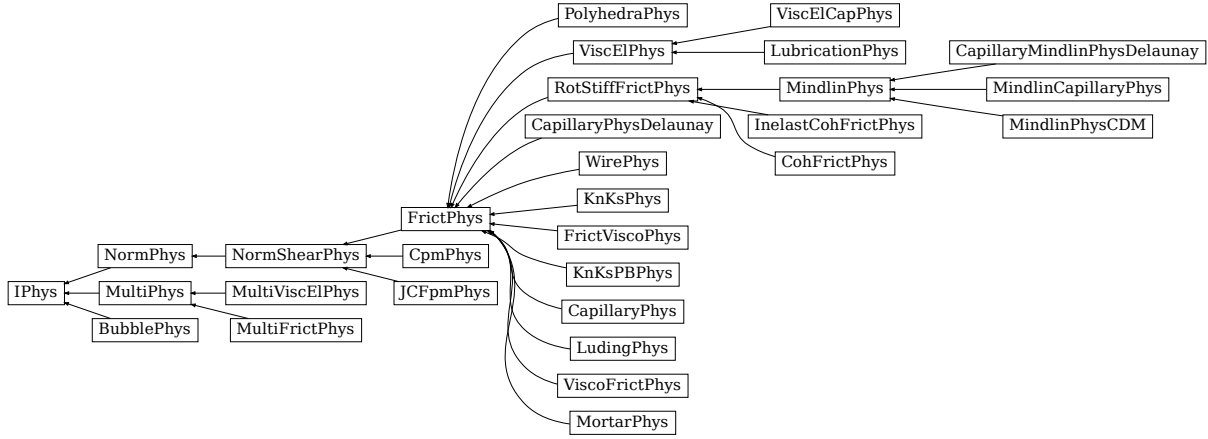 PolyhedraPhys
ViscElCapPhys
ViscElPhys
LubricationPhys
CapillaryMindlinPhysDelaunay
RotStiffFrictPhys
MindlinPhys
MindlinCapillaryPhys
CapillaryPhysDelaunay
InelastCohFrictPhys
MindlinPhysCDM
WirePhys
CohFrictPhys
KnKsPhys
FrictPhys
FrictViscoPhys
NormPhys
NormShearPhys
CpmPhys
KnKsPBPhys
IPhys
MultiPhys
MultiViscElPhys
JCFpmPhys
CapillaryPhys
BubblePhys
MultiFrictPhys
LudingPhys
ViscoFrictPhys
MortarPhys